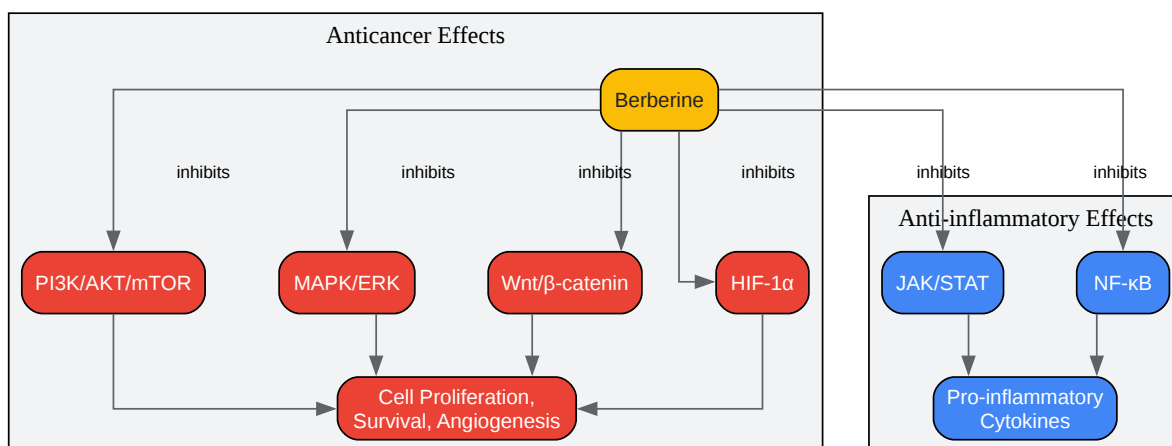 Anticancer Effects
Berberine
inhibits
inhibits
inhibits
inhibits
inhibits
inhibits
Anti-inflammatory Effects
PI3K/AKT/mTOR
MAPK/ERK
Wnt/β-catenin
HIF-1α
JAK/STAT
NF-κB
Cell Proliferation,
Survival, Angiogenesis
Pro-inflammatory
Cytokines